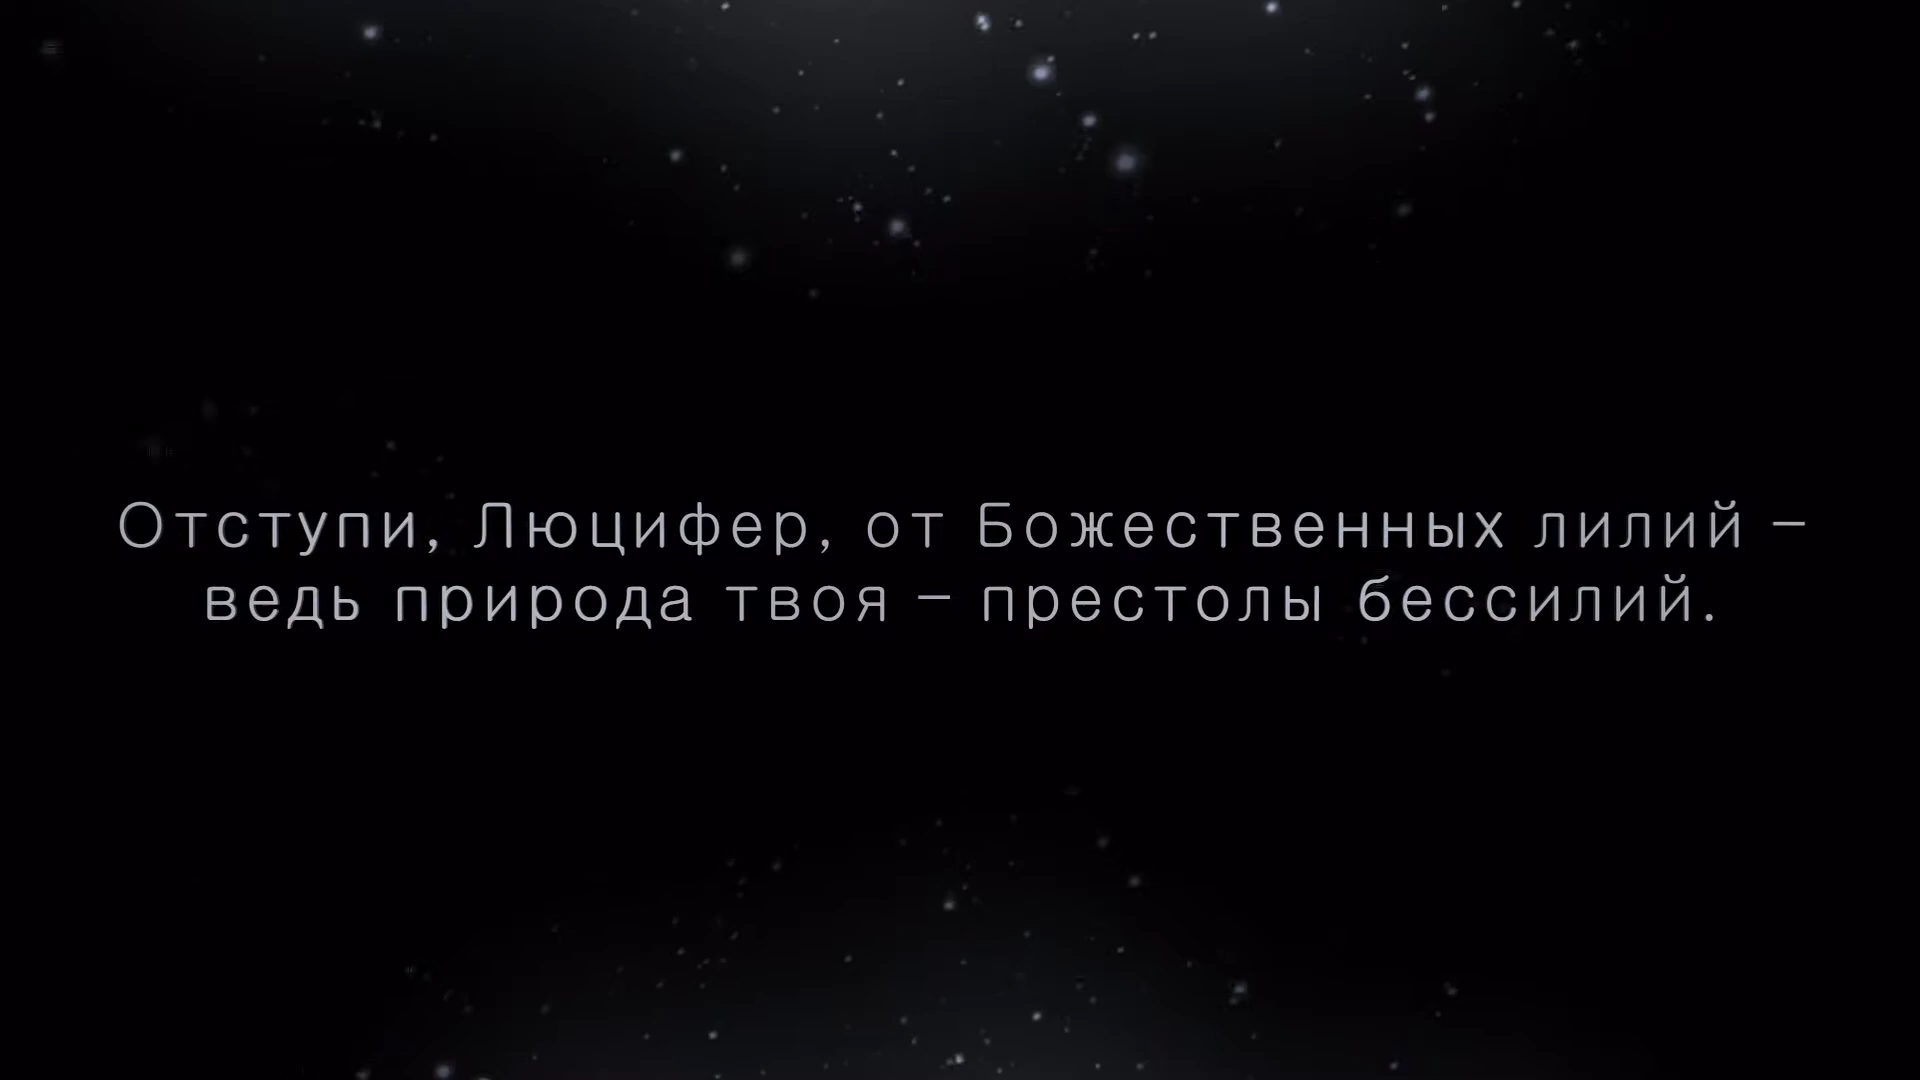 Отступи, Люцифер, от Божественных лилий –
ведь природа твоя – престолы бессилий.